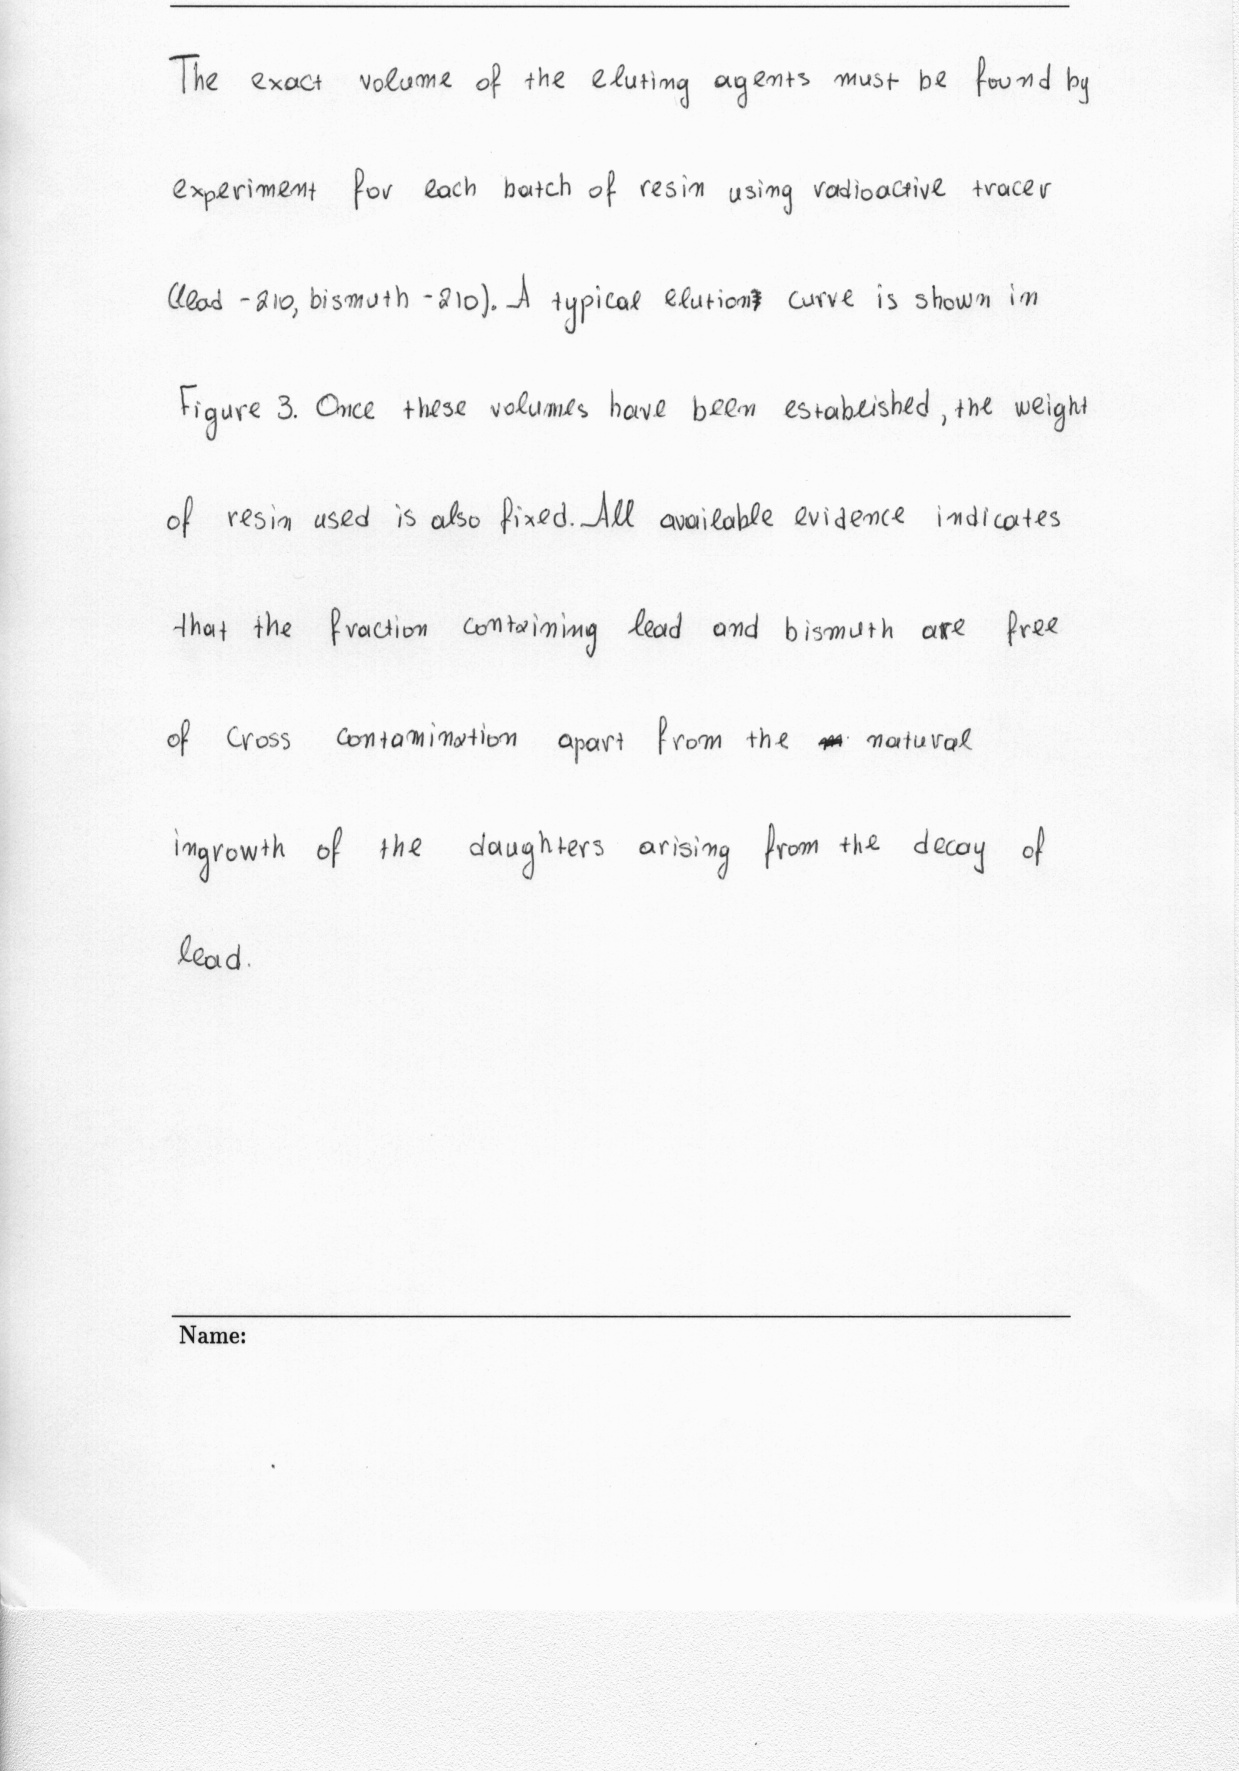 The exact volume of the eluting agents must be found by
experiment for each batch of resin using radioactive tracer
(lead -210, bismuth -210). A typical elution curve is shown in
Figure 3. Once these volumes have been established, the weight
of resin used is also fixed. All available evidence indicates
that the fraction containing lead and bismuth are free
of cross contamination apart from the natural
ingrowth of the daughters arising from the decay of
lead.
Name: